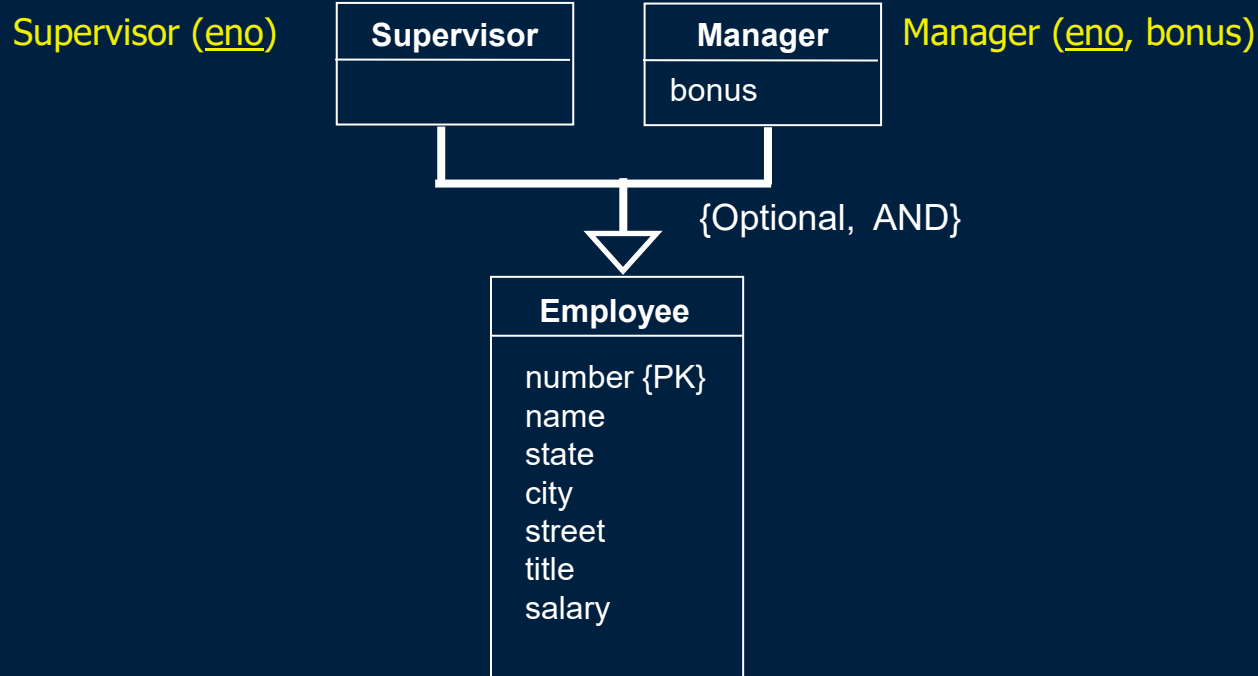 Supervisor (eno)
Supervisor
Manager
Manager (eno, bonus)
bonus
{Optional, AND}
Employee
number {PK}
name
state
city
street
title
salary